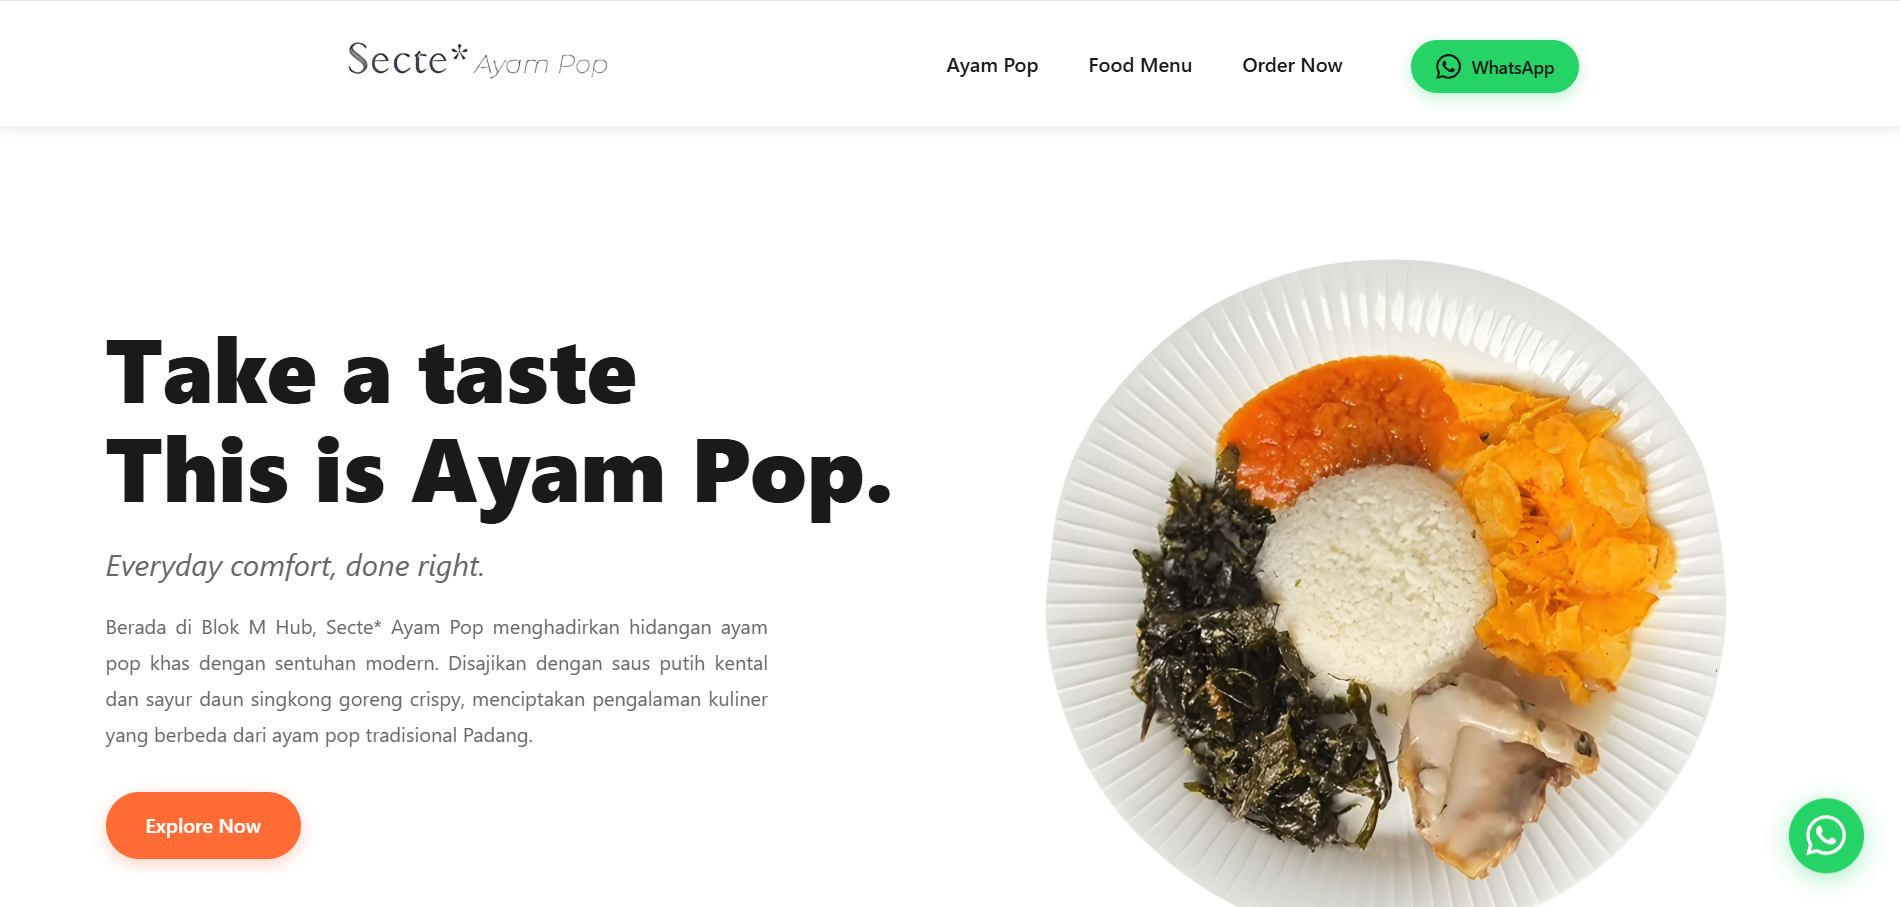 Secte* Ayam Pop
Ayam Pop
Food Menu
Order Now
WhatsApp
Take a taste
This is Ayam Pop.
Everyday comfort, done right.
Berada di Blok M Hub, Secte* Ayam Pop menghadirkan hidangan ayam
pop khas dengan sentuhan modern. Disajikan dengan saus putih kental
dan sayur daun singkong goreng crispy, menciptakan pengalaman kuliner
yang berbeda dari ayam pop tradisional Padang.
Explore Now